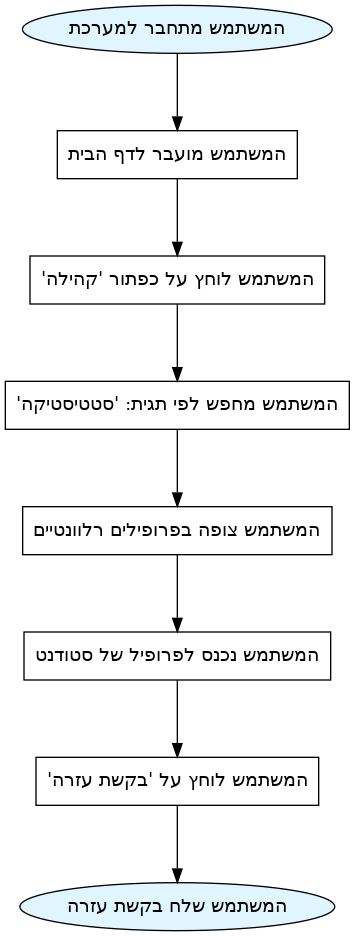 המשתמש מתחבר למערכת
המשתמש מועבר לדף הבית
המשתמש לוחץ על כפתור 'קהילה'
המשתמש מחפש לפי תגית: 'סטטיסטיקה'
המשתמש צופה בפרופילים רלוונטיים
המשתמש נכנס לפרופיל של סטודנט
המשתמש לוחץ על 'בקשת עזרה'
המשתמש שלח בקשת עזרה